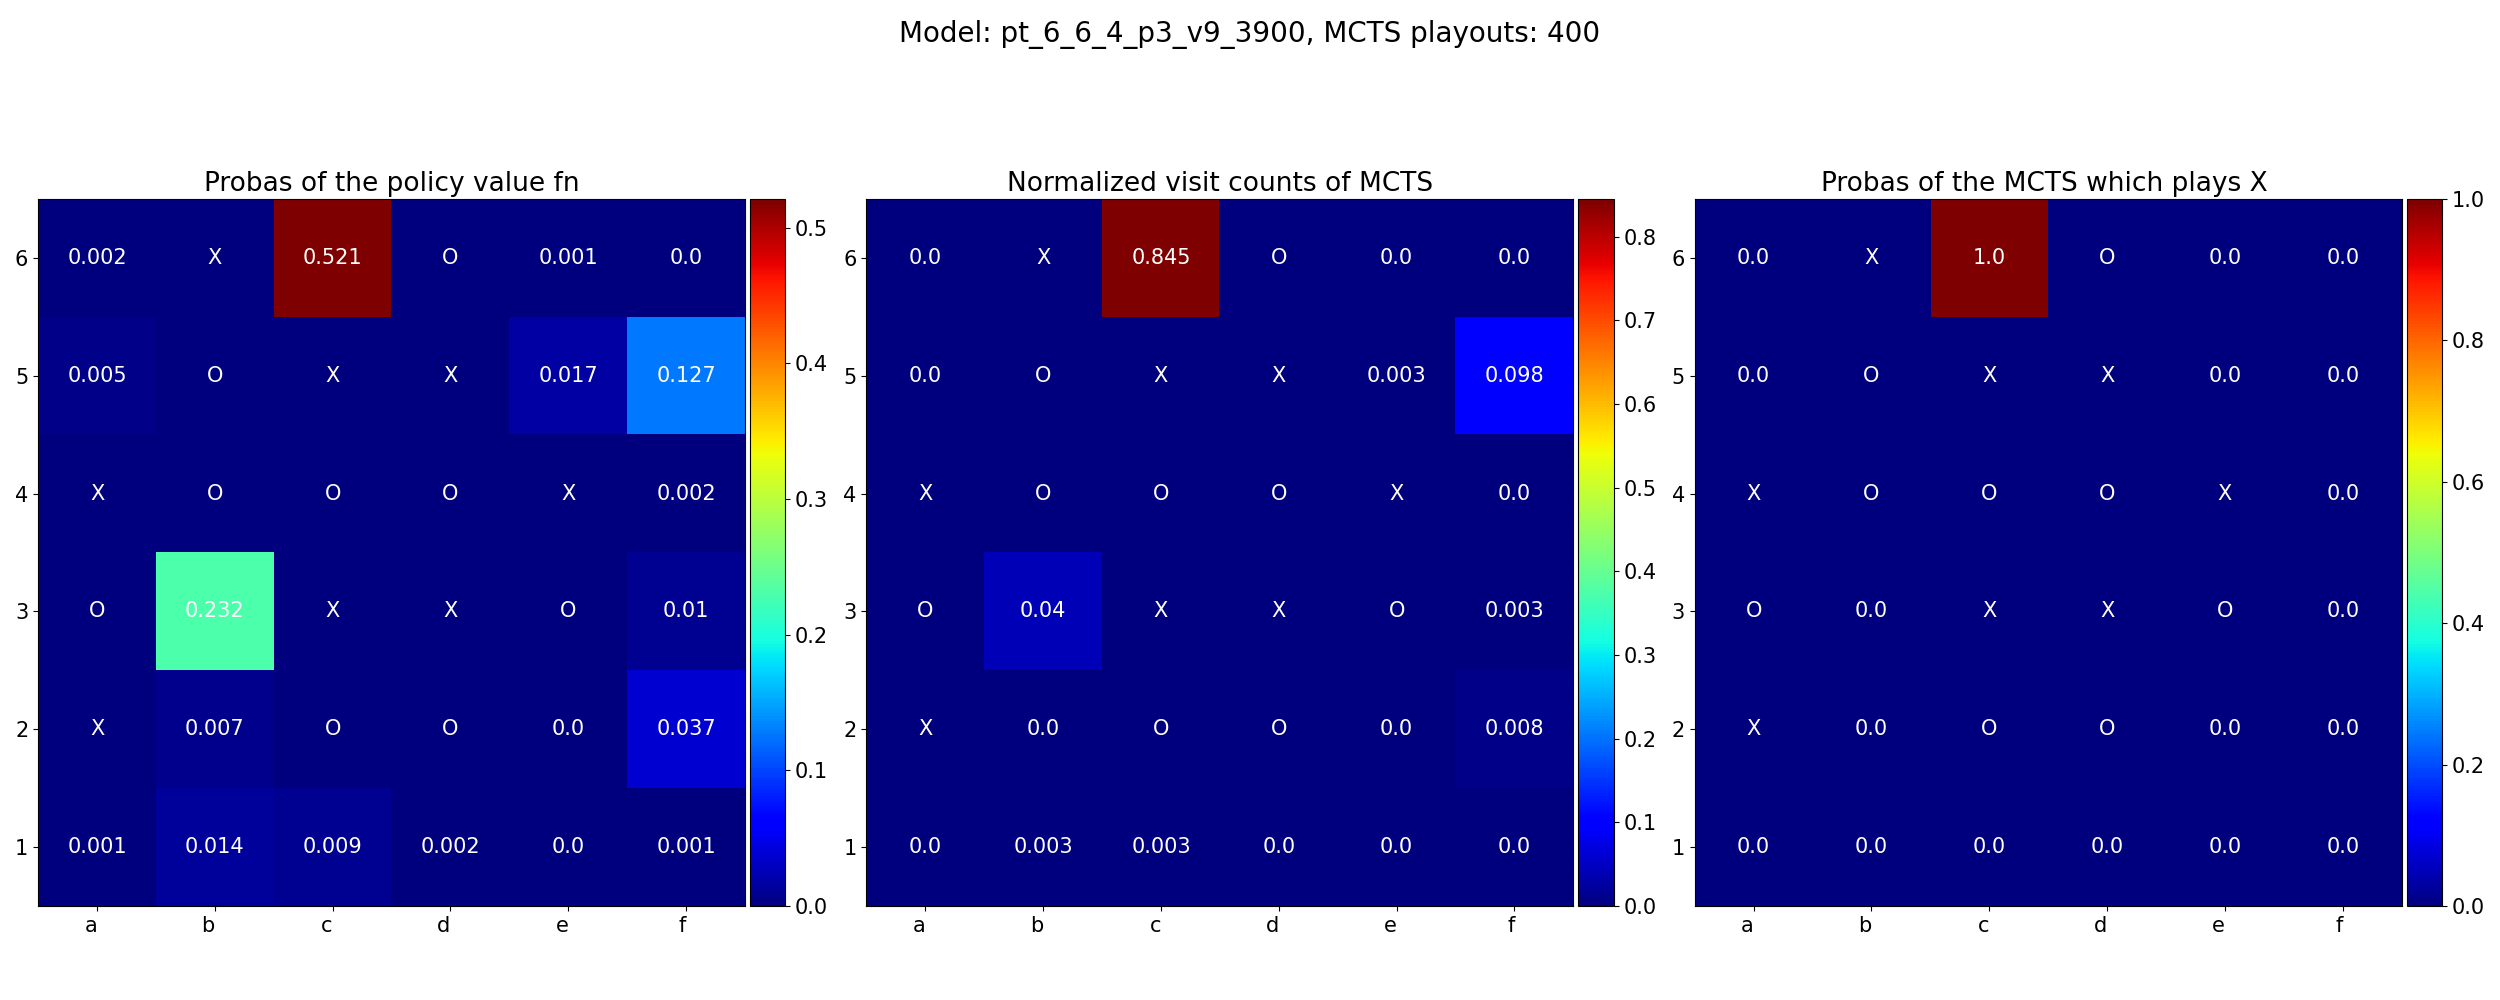 Model: pt_6_6_4_p3_v9_3900, MCTS playouts: 400
Probas of the policy value fn
6 0.002 X 0.521 O 0.001 0.0
5 0.005 O X X 0.017 0.127
4 X O O O X 0.002
3 O 0.232 X X O 0.01
2 X 0.007 O O 0.0 0.037
1 0.001 0.014 0.009 0.002 0.0 0.001
a b c d e f
0.5
0.4
0.3
0.2
0.1
0.0
Normalized visit counts of MCTS
6 0.0 X 0.845 O 0.0 0.0
5 0.0 O X X 0.003 0.098
4 X O O O X 0.0
3 O 0.04 X X O 0.003
2 X 0.0 O O 0.0 0.008
1 0.0 0.003 0.003 0.0 0.0 0.0
a b c d e f
0.8
0.7
0.6
0.5
0.4
0.3
0.2
0.1
0.0
Probas of the MCTS which plays X
6 0.0 X 1.0 O 0.0 0.0
5 0.0 O X X 0.0 0.0
4 X O O O X 0.0
3 O 0.0 X X O 0.0
2 X 0.0 O O 0.0 0.0
1 0.0 0.0 0.0 0.0 0.0 0.0
a b c d e f
1.0
0.8
0.6
0.4
0.2
0.0